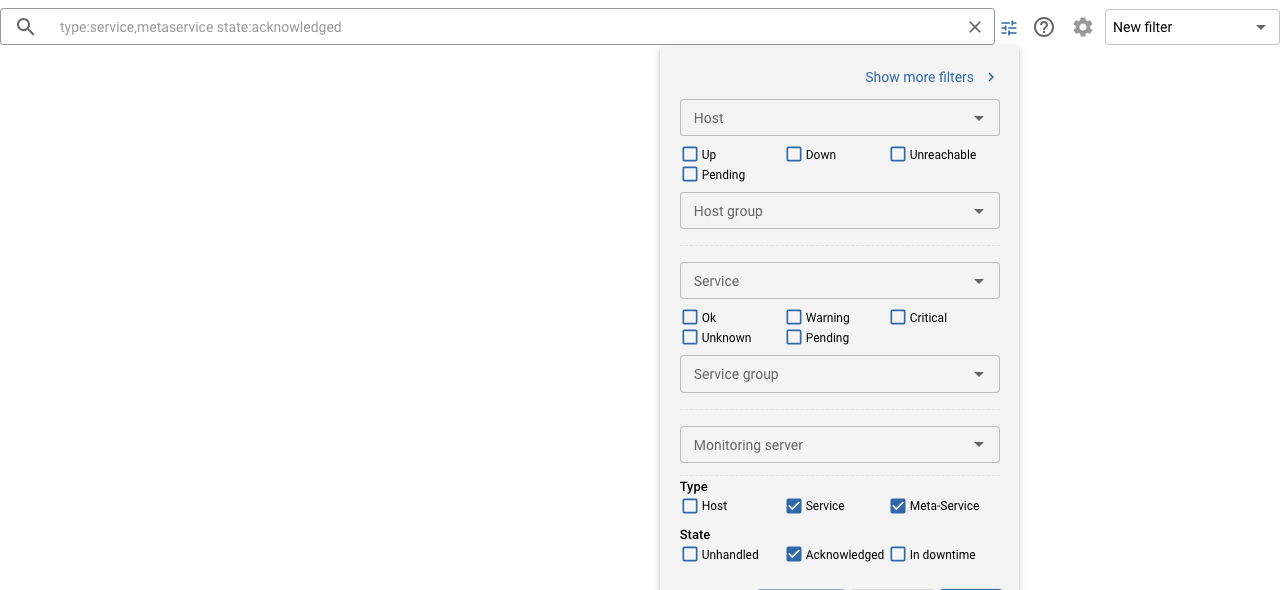 type:service,metaservice state:acknowledged
New filter
Show more filters
Host
Up Down Unreachable
Pending
Host group
Service
Ok Warning Critical
Unknown Pending
Service group
Monitoring server
Type
Host Service Meta-Service
State
Unhandled Acknowledged In downtime